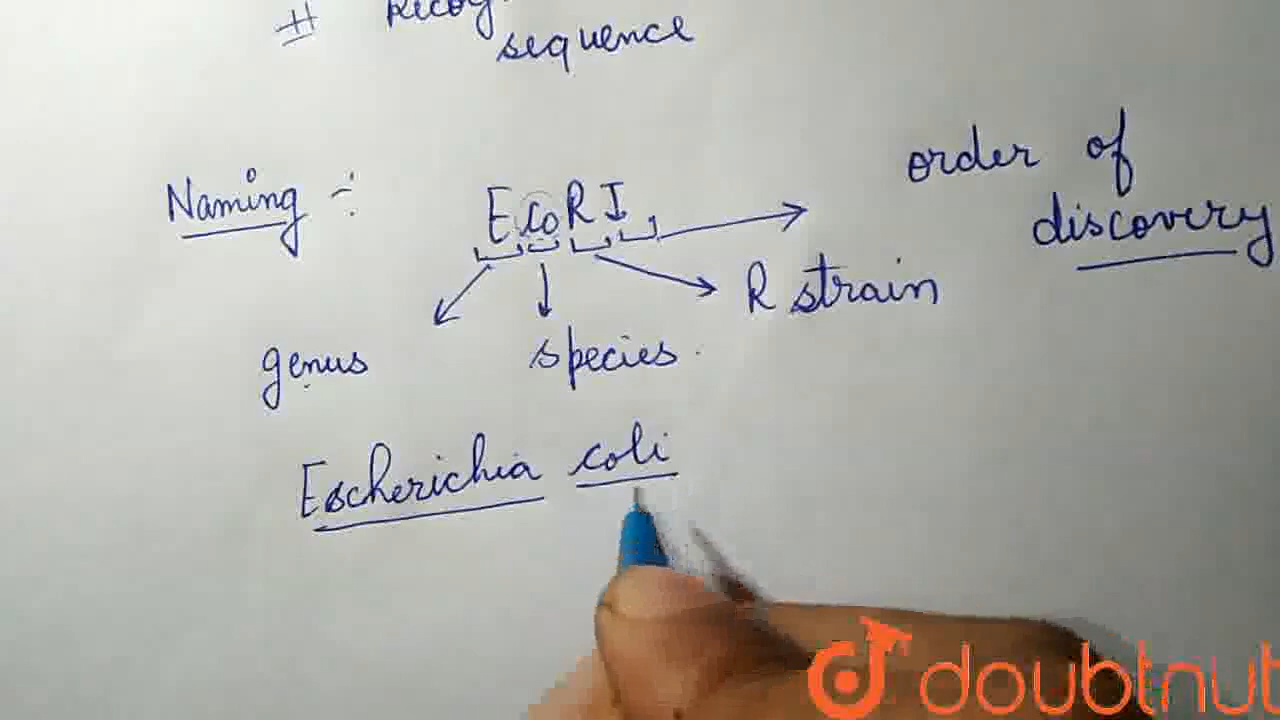 #
sequence
Naming ÷ EcoRI order of
discovery
R strain
genus species
Escherichia coli
doubtnut